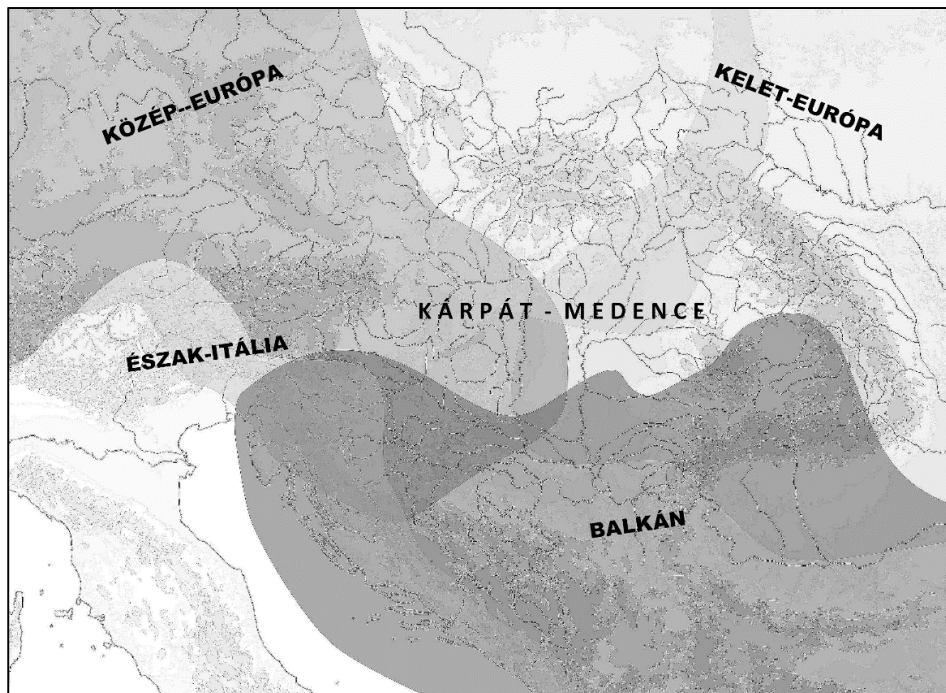 KÖZÉP--EURÓPA
KELET-EURÓPA
KÁRPÁT - MEDENCE
ÉSZAK-ITÁLIA
BALKÁN